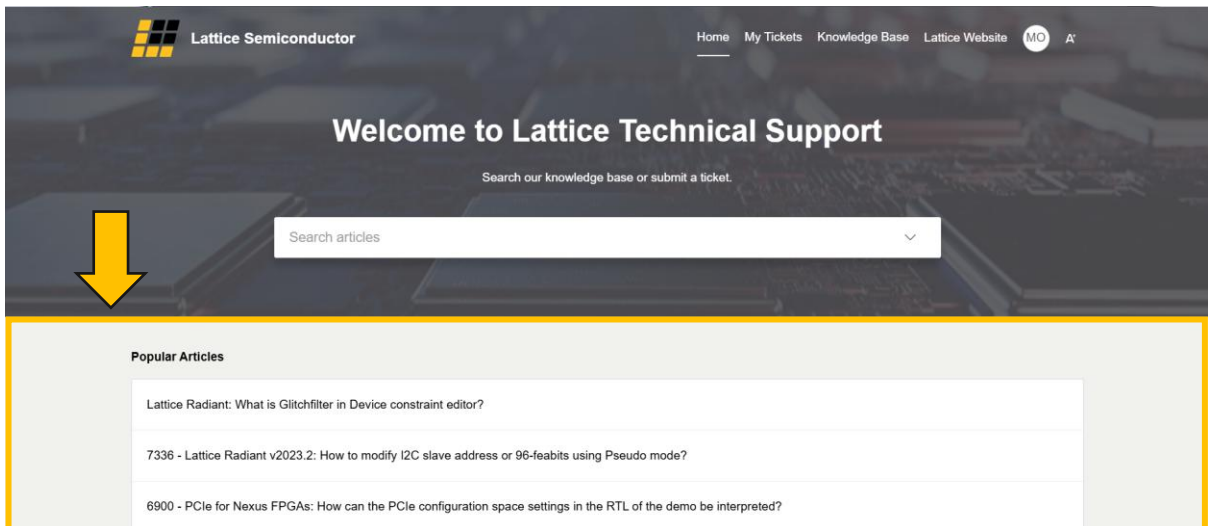 Lattice Semiconductor
Home My Tickets Knowledge Base Lattice Website MO A+
Welcome to Lattice Technical Support
Search our knowledge base or submit a ticket.
Search articles
Popular Articles
Lattice Radiant: What is Glitchfilter in Device constraint editor?
7336 - Lattice Radiant v2023.2: How to modify I2C slave address or 96-feabits using Pseudo mode?
6900 - PCIe for Nexus FPGAs: How can the PCIe configuration space settings in the RTL of the demo be interpreted?